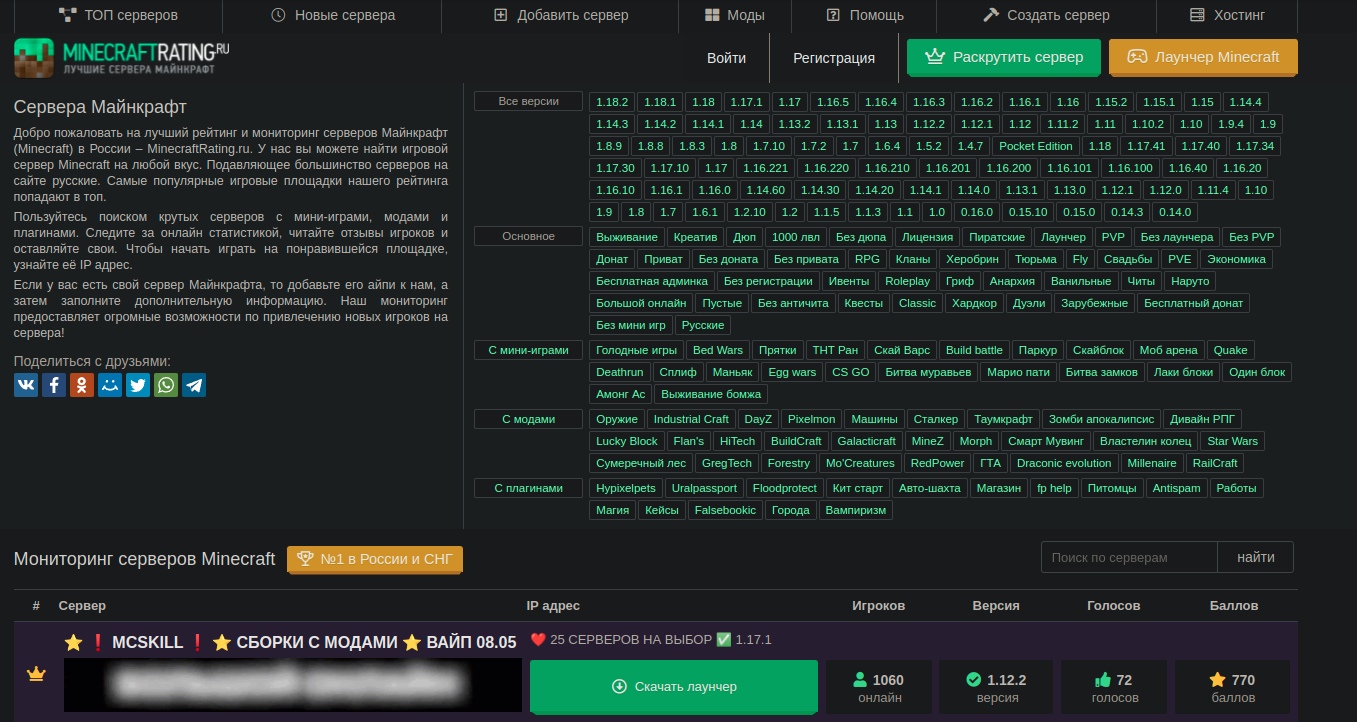 ТОП серверов Новые сервера Добавить сервер Моды Помощь Создать сервер Хостинг
MINECRAFTRATING.RU
ЛУЧШИЕ СЕРВЕРА МАЙНКРАФТ
Войти Регистрация Раскрутить сервер Лаунчер Minecraft
Сервера Майнкрафт
Добро пожаловать на лучший рейтинг и мониторинг серверов Майнкрафт
(Minecraft) в России – MinecraftRating.ru. У нас вы можете найти игровой
сервер Minecraft на любой вкус. Подавляющее большинство серверов на
сайте русские. Самые популярные игровые площадки нашего рейтинга
попадают в топ.
Пользуйтесь поиском крутых серверов с мини-играми, модами и
плагинами. Следите за онлайн статистикой, читайте отзывы игроков и
оставляйте свои. Чтобы начать играть на понравившейся площадке,
узнайте её IP адрес.
Если у вас есть свой сервер Майнкрафта, то добавьте его айпи к нам, а
затем заполните дополнительную информацию. Наш мониторинг
предоставляет огромные возможности по привлечению новых игроков на
сервера!
Поделиться с друзьями:
Все версии 1.18.2 1.18.1 1.18 1.17.1 1.17 1.16.5 1.16.4 1.16.3 1.16.2 1.16.1 1.16 1.15.2 1.15.1 1.15 1.14.4
1.14.3 1.14.2 1.14.1 1.14 1.13.2 1.13.1 1.13 1.12.2 1.12.1 1.12 1.11.2 1.11 1.10.2 1.10 1.9.4 1.9
1.8.9 1.8.8 1.8.3 1.8 1.7.10 1.7.2 1.7 1.6.4 1.5.2 1.4.7 Pocket Edition 1.18 1.17.41 1.17.40 1.17.34
1.17.30 1.17.10 1.17 1.16.221 1.16.220 1.16.210 1.16.201 1.16.200 1.16.101 1.16.100 1.16.40 1.16.20
1.16.10 1.16.1 1.16.0 1.14.60 1.14.30 1.14.20 1.14.1 1.14.0 1.13.1 1.13.0 1.12.1 1.12.0 1.11.4 1.10
1.9 1.8 1.7 1.6.1 1.2.10 1.2 1.1.5 1.1.3 1.1 1.0 0.16.0 0.15.10 0.15.0 0.14.3 0.14.0
Основное Выживание Креатив Дюп 1000 лвл Без дюпа Лицензия Пиратские Лаунчер PVP Без лаунчера Без PVP
Донат Приват Без доната Без привата RPG Кланы Херобрин Тюрьма Fly Свадьбы PVE Экономика
Бесплатная админка Без регистрации Ивенты Roleplay Гриф Анархия Ванильные Читы Наруто
Большой онлайн Пустые Без античита Квесты Classic Хардкор Дуэли Зарубежные Бесплатный донат
Без мини игр Русские
С мини-играми Голодные игры Bed Wars Прятки ТНТ Ран Скай Варс Build battle Паркур Скайблок Моб арена Quake
Deathrun Сплиф Маньяк Egg wars CS GO Битва муравьев Марио пати Битва замков Лаки блоки Один блок
Амонг Ас Выживание бомжа
С модами Оружие Industrial Craft DayZ Pixelmon Машины Сталкер Таумкрафт Зомби апокалипсис Дивайн РПГ
Lucky Block Flan's HiTech BuildCraft Galacticraft MineZ Morph Смарт Мувинг Властелин колец Star Wars
Сумеречный лес GregTech Forestry Mo'Creatures RedPower ГТА Draconic evolution Millenaire RailCraft
С плагинами Hypixelpets Uralpassport Floodprotect Кит старт Авто-шахта Магазин fp help Питомцы Antispam Работы
Магия Кейсы Falsebookic Города Вампиризм
Мониторинг серверов Minecraft №1 в России и СНГ Поиск по серверам найти
# Сервер IP адрес Игроков Версия Голосов Баллов
⭐ ❗ MCSKILL ❗ ⭐ СБОРКИ С МОДАМИ ⭐ ВАЙП 08.05 ❤️ 25 СЕРВЕРОВ НА ВЫБОР ✅ 1.17.1
Скачать лаунчер 1060 1.12.2 72 770
онлайн версия голосов баллов